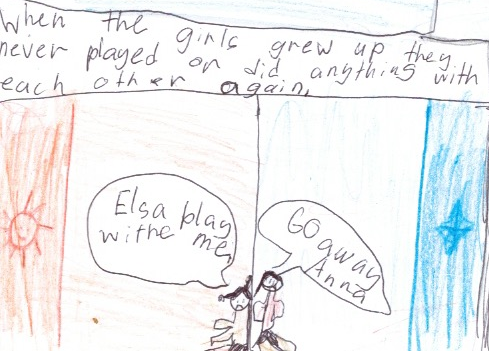 When the girls grew up they
never played or did anything with
each other again.
Elsa play
withe me,
GO
away
Anna